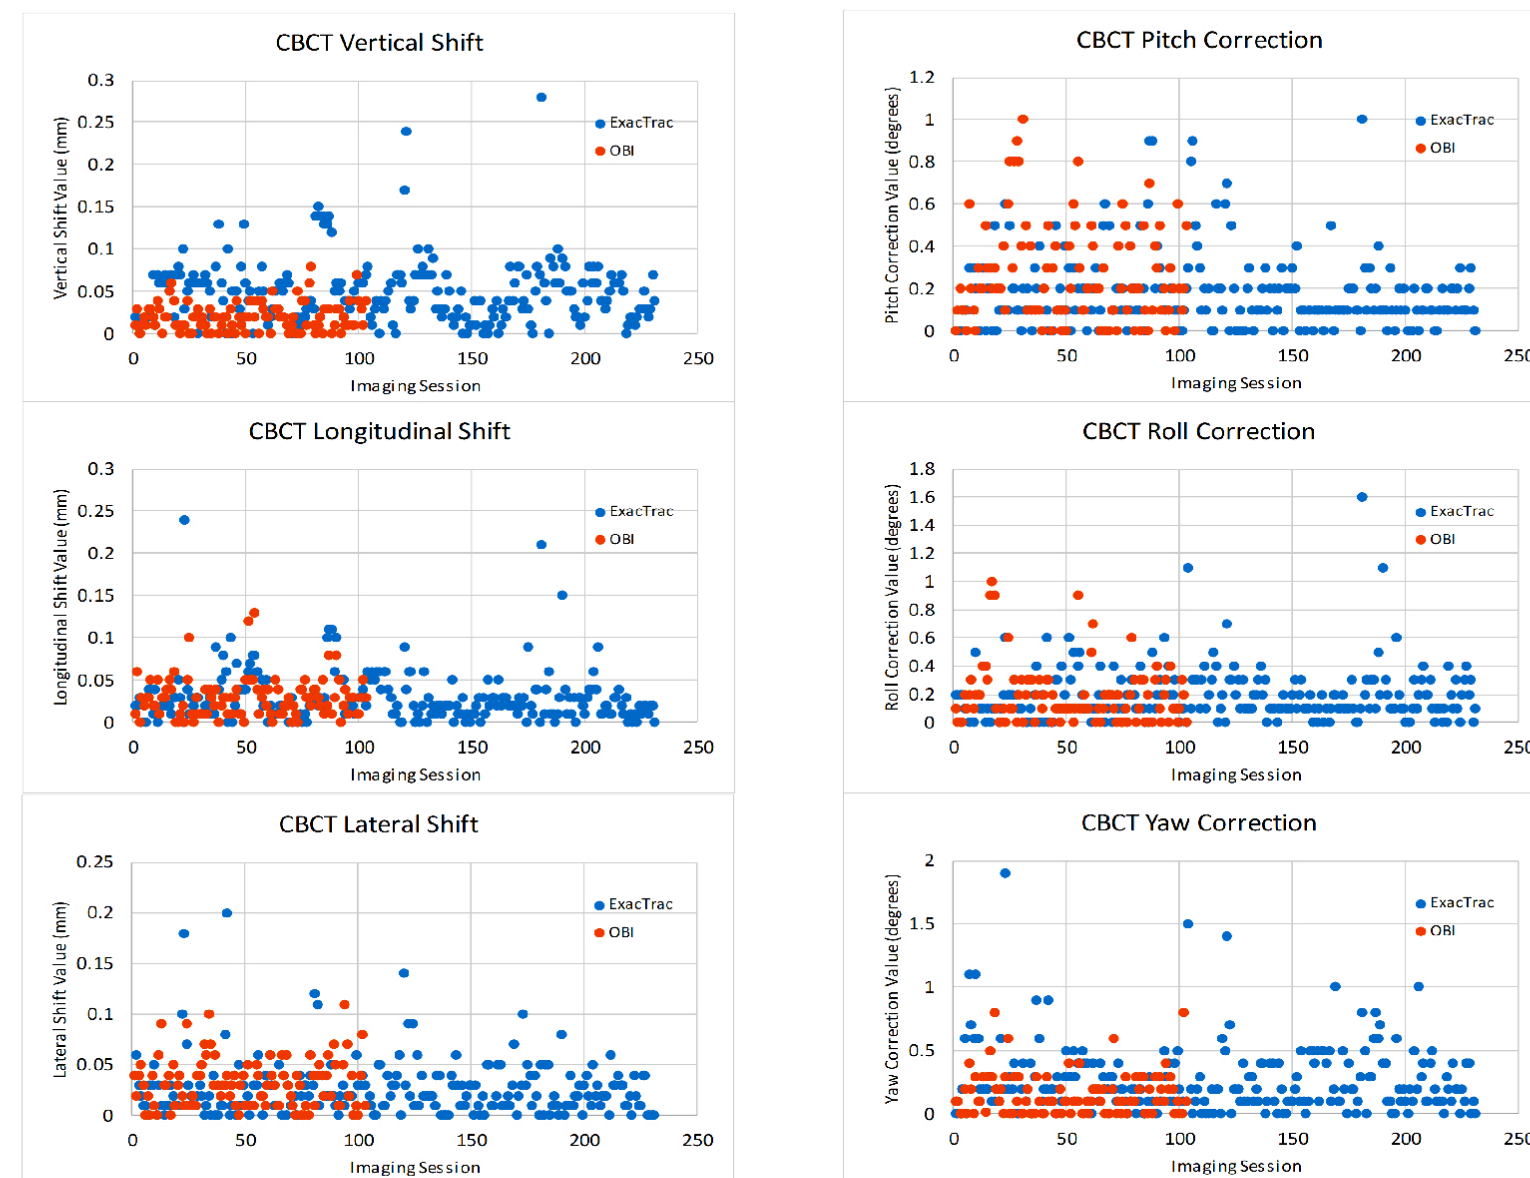 CBCT Vertical Shift
0.3
0.25
0.2
0.15
0.1
0.05
0
Vertical Shift Value (mm)
ExacTrac
OBI
0 50 100 150 200 250
Imaging Session
CBCT Pitch Correction
1.2
1
0.8
0.6
0.4
0.2
0
Pitch Correction Value (degrees)
ExacTrac
OBI
0 50 100 150 200 250
Imaging Session
CBCT Longitudinal Shift
0.3
0.25
0.2
0.15
0.1
0.05
0
Longitudinal Shift Value (mm)
ExacTrac
OBI
0 50 100 150 200 250
Imaging Session
CBCT Roll Correction
1.8
1.6
1.4
1.2
1
0.8
0.6
0.4
0.2
0
Roll Correction Value (degrees)
ExacTrac
OBI
0 50 100 150 200 250
Imaging Session
CBCT Lateral Shift
0.25
0.2
0.15
0.1
0.05
0
Lateral Shift Value (mm)
ExacTrac
OBI
0 50 100 150 200 250
Imaging Session
CBCT Yaw Correction
2
1.5
1
0.5
0
Yaw Correction Value (degrees)
ExacTrac
OBI
0 50 100 150 200 250
Imaging Session